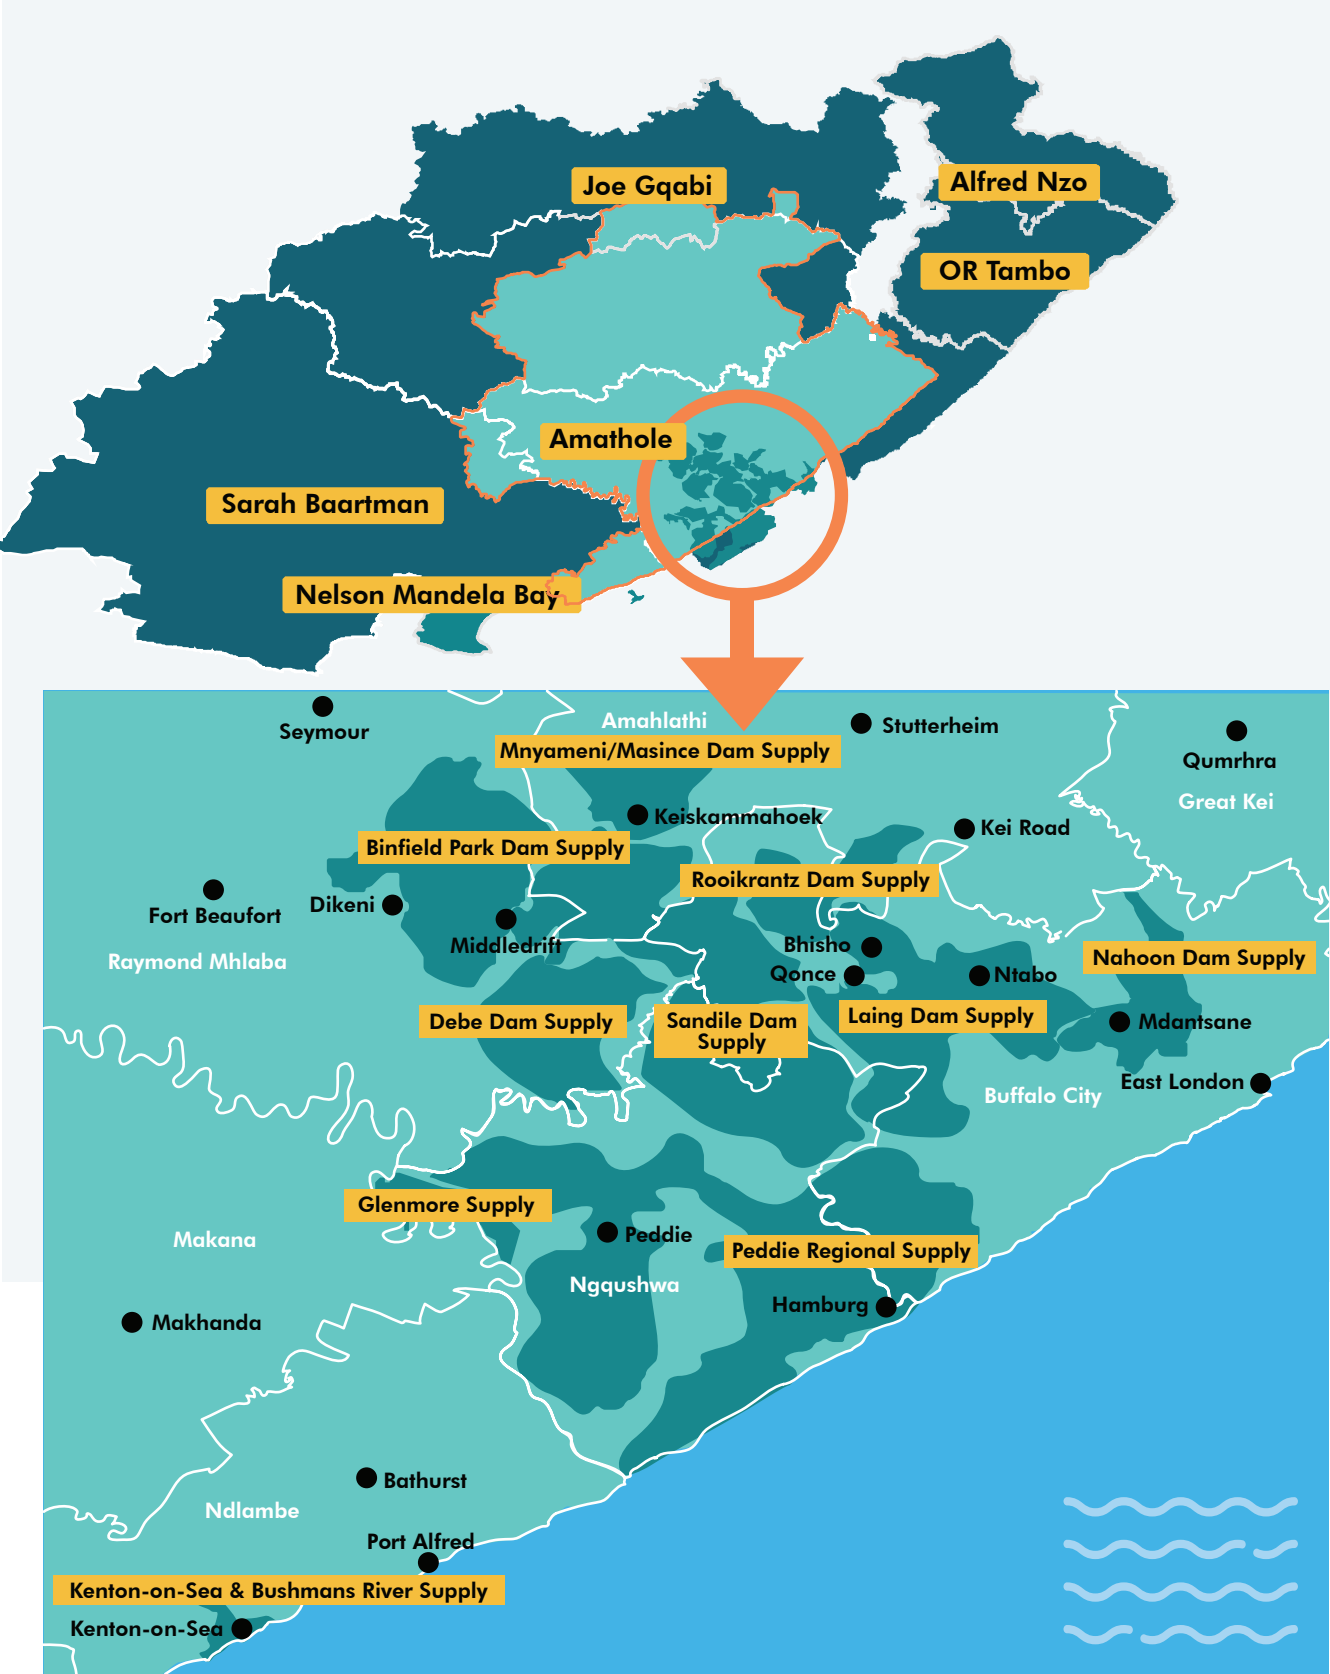 Joe Gqabi
Alfred Nzo
OR Tambo
Amathole
Sarah Baartman
Nelson Mandela Bay
Seymour
Amahlathi
Stutterheim
Mnyameni/Masince Dam Supply
Qumrhra
Great Kei
Keiskammahoek
Kei Road
Binfield Park Dam Supply
Rooikrantz Dam Supply
Fort Beaufort
Dikeni
Middledrift
Bhisho
Raymond Mhlaba
Qonce
Ntabo
Nahoon Dam Supply
Debe Dam Supply
Sandile Dam
Supply
Laing Dam Supply
Mdantsane
East London
Buffalo City
Glenmore Supply
Makana
Peddie
Peddie Regional Supply
Ngqushwa
Hamburg
Makhanda
Bathurst
Ndlambe
Port Alfred
Kenton-on-Sea & Bushmans River Supply
Kenton-on-Sea